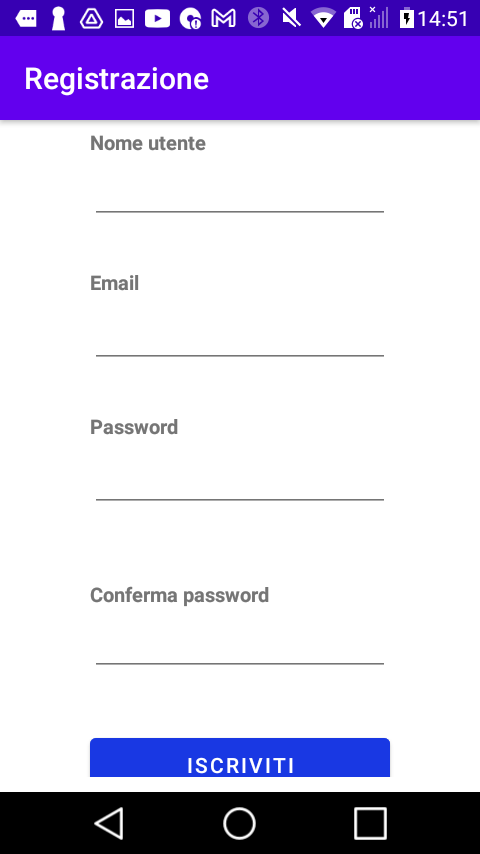 14:51
Registrazione
Nome utente
Email
Password
Conferma password
ISCRIVITI